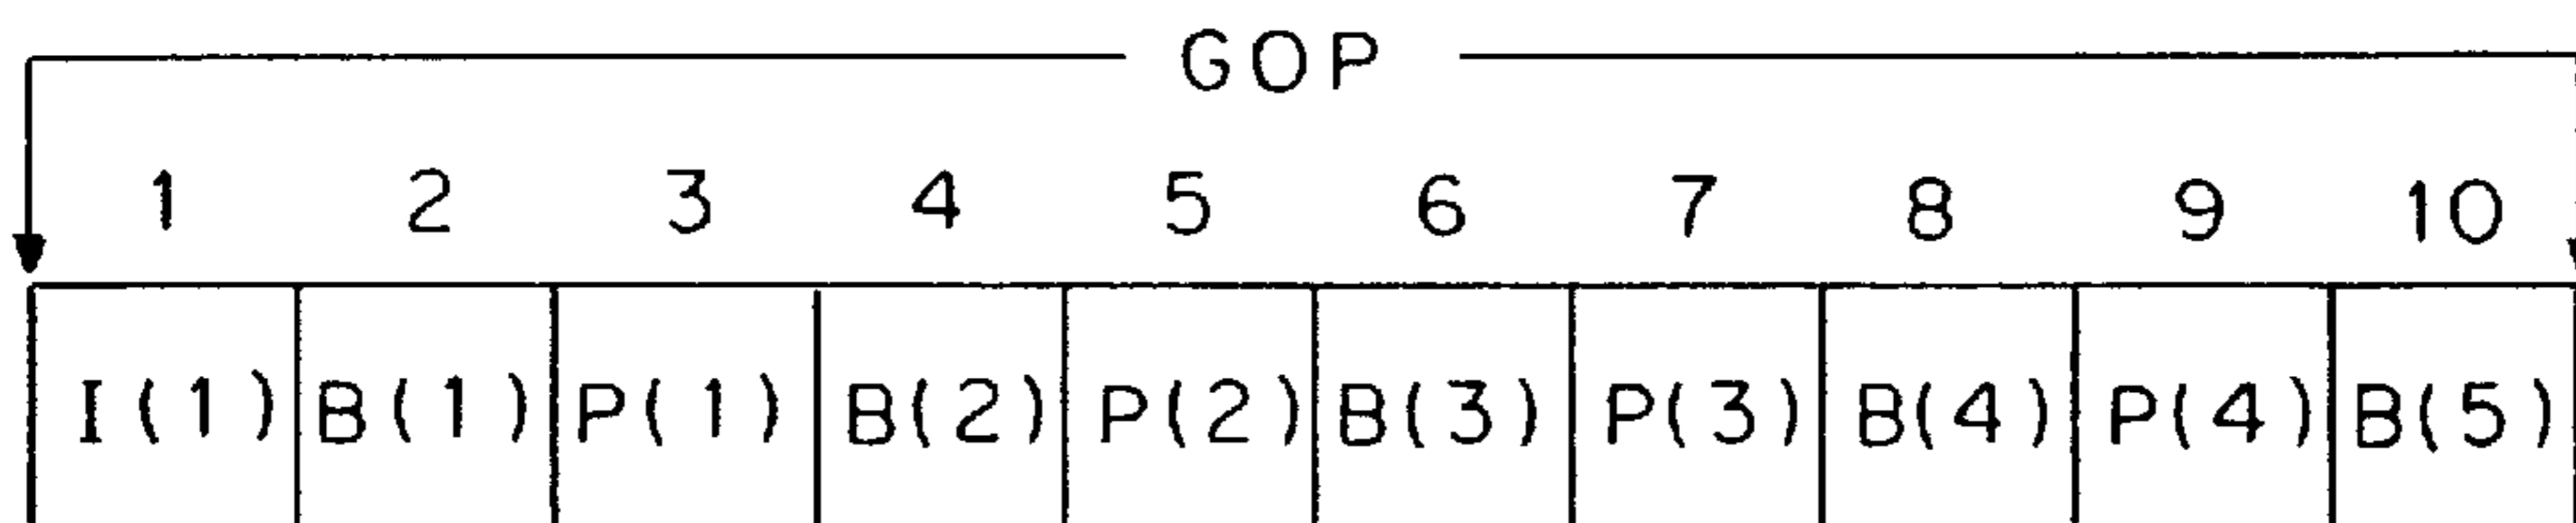 GOP
1 2 3 4 5 6 7 8 9 10
I(1) B(1) P(1) B(2) P(2) B(3) P(3) B(4) P(4) B(5)